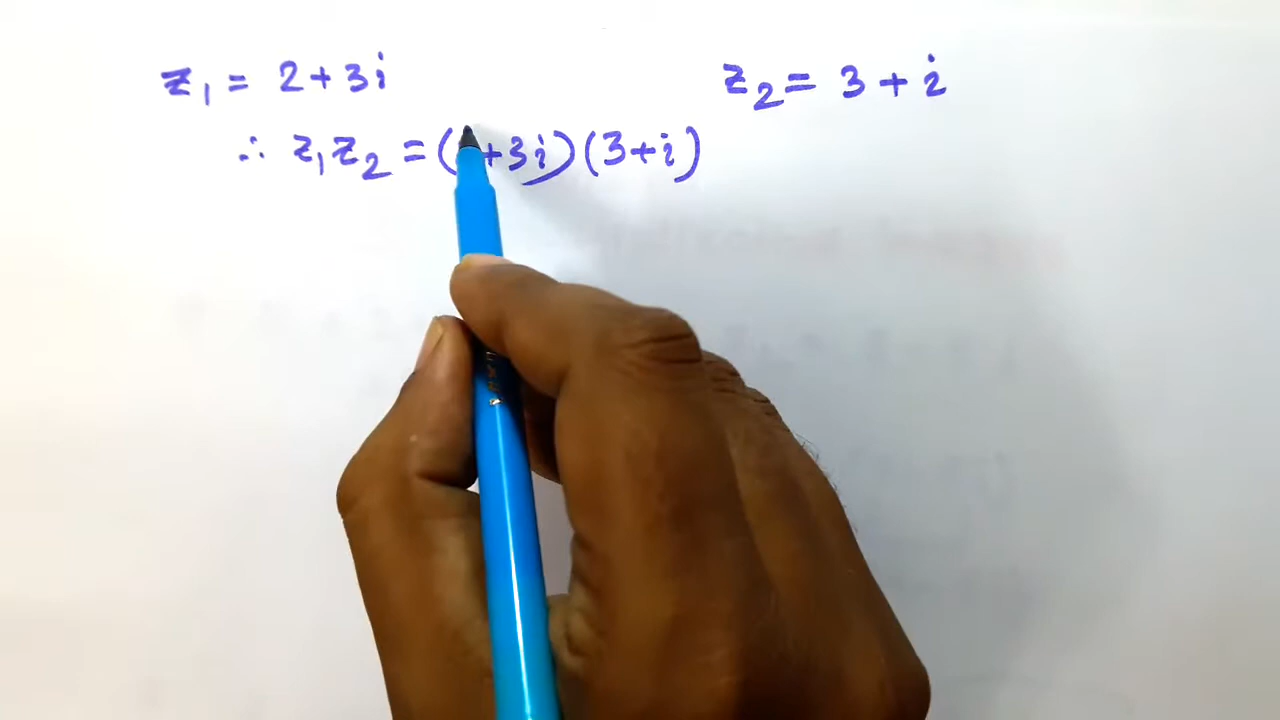 z₁ = 2 + 3i z₂ = 3 + i
∴ z₁z₂ = ( +3i)(3+i)